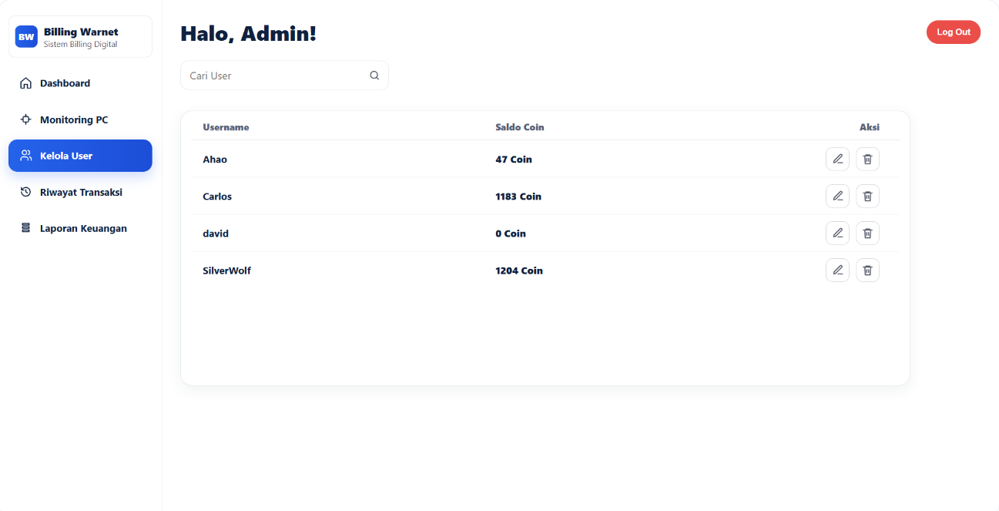 BW
Billing Warnet
Sistem Billing Digital
Dashboard
Monitoring PC
Kelola User
Riwayat Transaksi
Laporan Keuangan
Halo, Admin!
Log Out
Cari User
Username Saldo Coin Aksi
Ahao 47 Coin
Carlos 1183 Coin
david 0 Coin
SilverWolf 1204 Coin